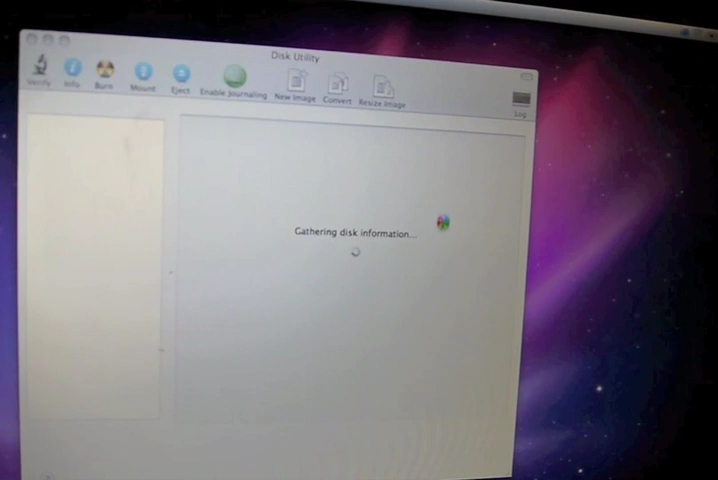 Disk Utility
Verify Info Burn Mount Eject Enable Journaling New Image Convert Resize Image Log
Gathering disk information...